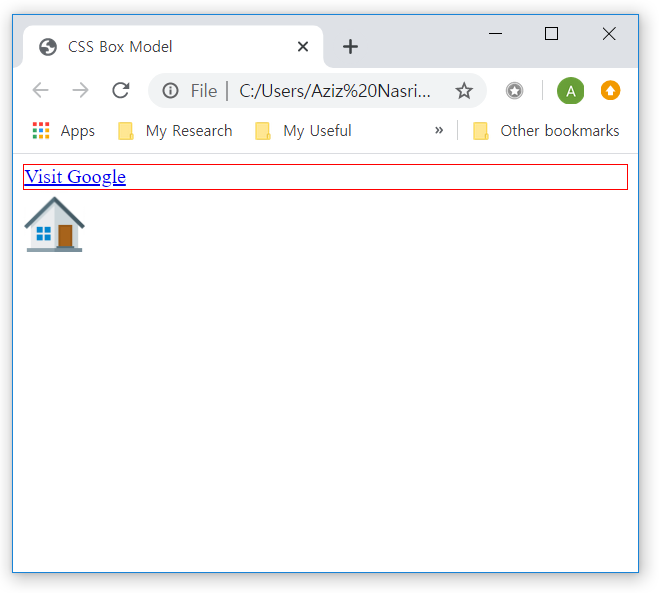 CSS Box Model
File | C:/Users/Aziz%20Nasri...
A
Apps My Research My Useful » Other bookmarks
Visit Google